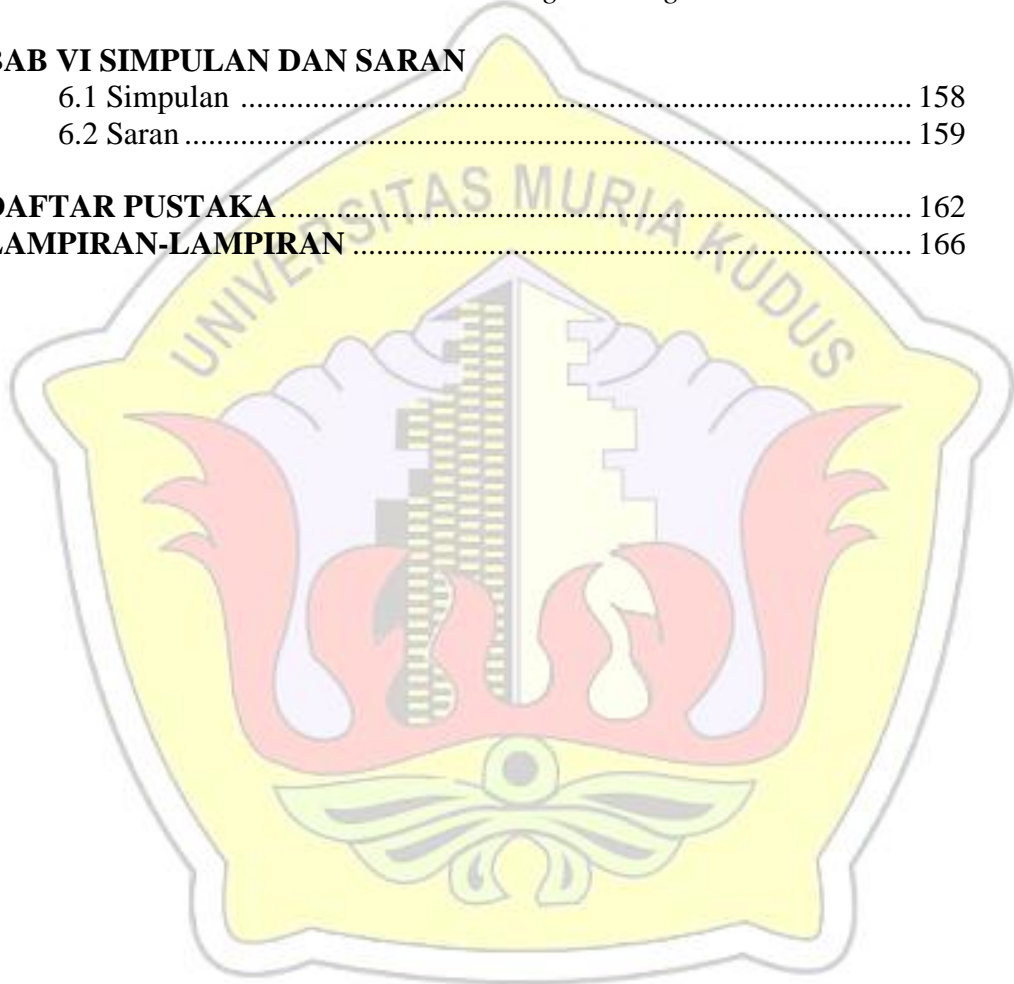 BAB VI SIMPULAN DAN SARAN
6.1 Simpulan ........................................................................................ 158
6.2 Saran ............................................................................................... 159
DAFTAR PUSTAKA ................................................................................... 162
LAMPIRAN-LAMPIRAN ......................................................................... 166
UNIVERSITAS MURIA KUDUS